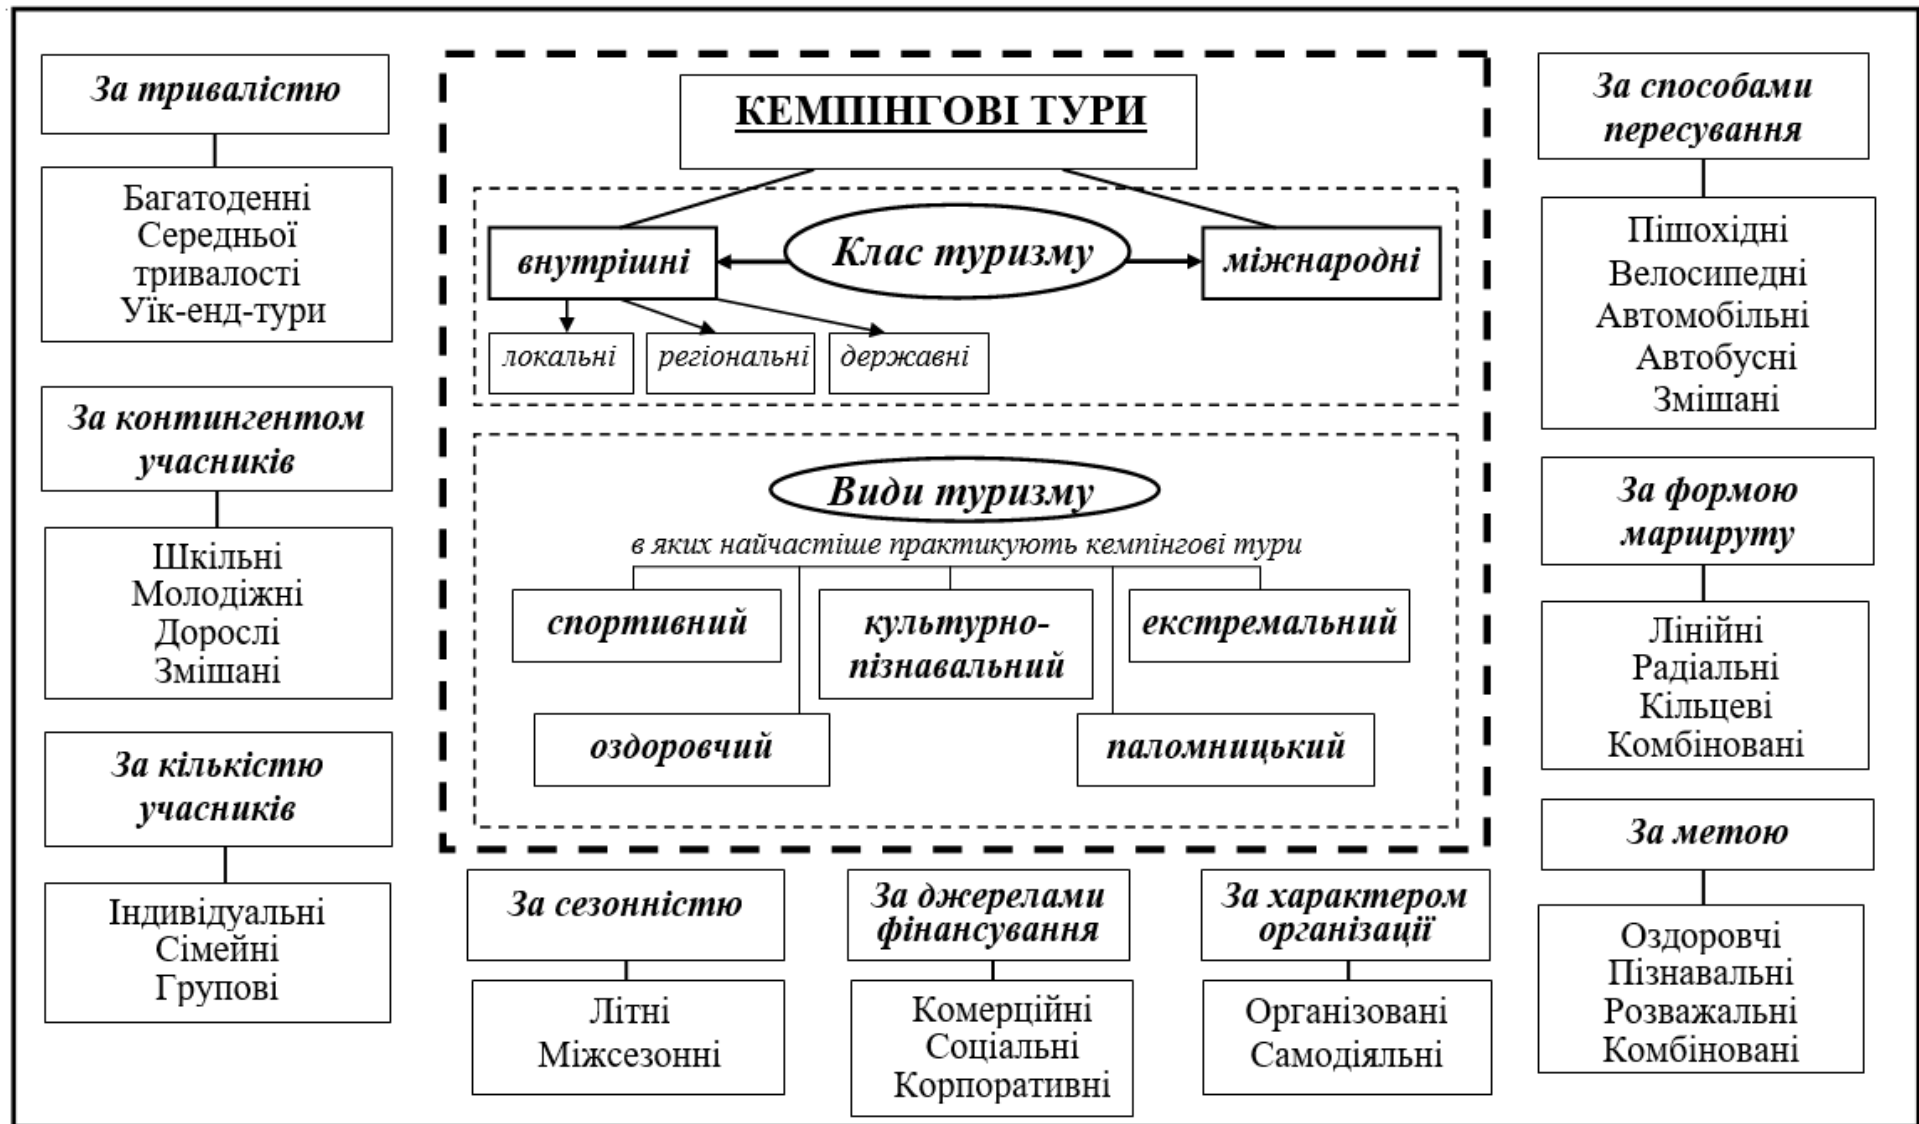 За тривалістю
Багатоденні
Середньої
тривалості
Уїк-енд-тури
За контингентом
учасників
Шкільні
Молодіжні
Дорослі
Змішані
За кількістю
учасників
Індивідуальні
Сімейні
Групові
КЕМПІНГОВІ ТУРИ
Клас туризму
внутрішні
міжнародні
локальні
регіональні
державні
Види туризму
в яких найчастіше практикують кемпінгові тури
спортивний
культурно-
пізнавальний
екстремальний
оздоровчий
паломницький
За сезонністю
Літні
Міжсезонні
За джерелами
фінансування
Комерційні
Соціальні
Корпоративні
За характером
організації
Організовані
Самодіяльні
За способами
пересування
Пішохідні
Велосипедні
Автомобільні
Автобусні
Змішані
За формою
маршруту
Лінійні
Радіальні
Кільцеві
Комбіновані
За метою
Оздоровчі
Пізнавальні
Розважальні
Комбіновані